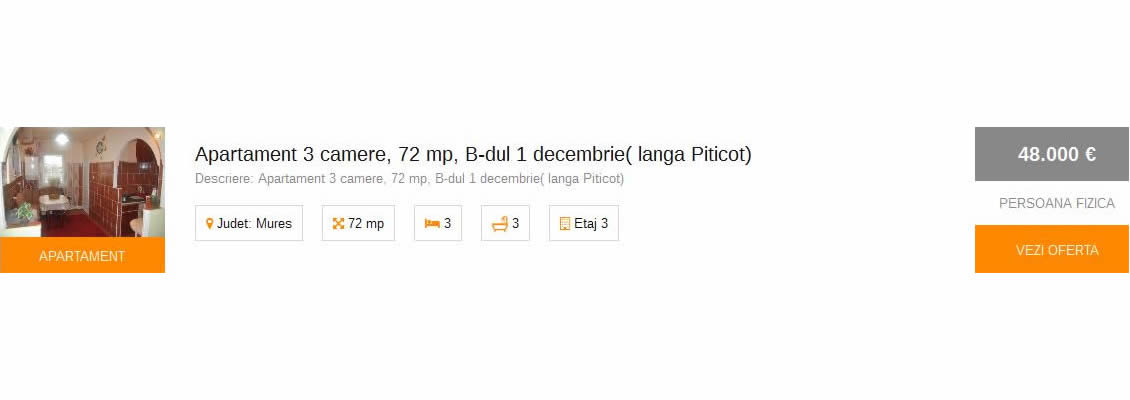 Apartament 3 camere, 72 mp, B-dul 1 decembrie( langa Piticot)
Descriere: Apartament 3 camere, 72 mp, B-dul 1 decembrie( langa Piticot)
Judet: Mures
72 mp
3
3
Etaj 3
APARTAMENT
48.000 €
PERSOANA FIZICA
VEZI OFERTA